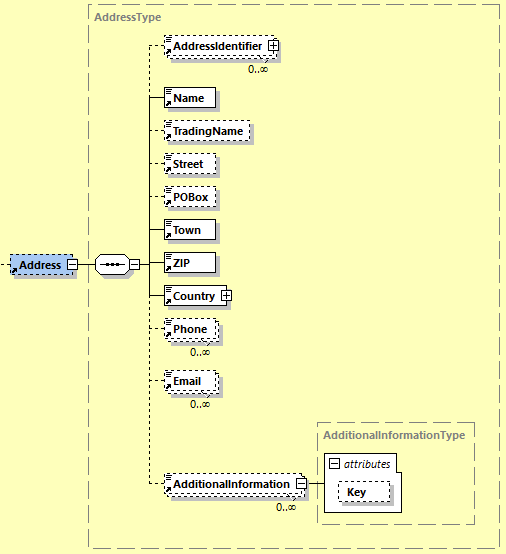 AddressType
AddressIdentifier
0..∞
Name
TradingName
Street
POBox
Town
Address
ZIP
Country
Phone
0..∞
Email
0..∞
AdditionalInformationType
attributes
AdditionalInformation
Key
0..∞